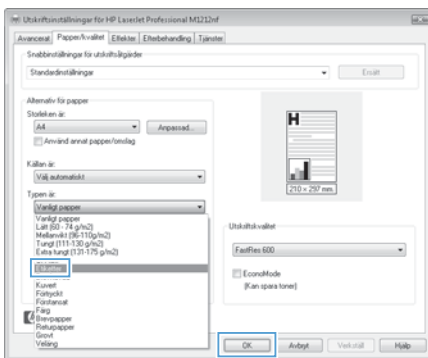 Utskriftsinställningar för HP LaserJet Professional M1212nf
Avancerat Papper/kvalitet Effekter Efterbehandling Tjänster
Snabbinställningar för utskriftsåtgärder
Standardinställningar
Ersätt
Alternativ för papper
Storleken är:
A4
Anpassad...
Använd annat papper/omslag
Källan är:
Välj automatiskt
210 × 297 mm
Typen är:
Vanligt papper
Vanligt papper
Lätt (60 - 74 g/m2)
Mellanvikt (96-110g/m2)
Tungt (111-130 g/m2)
Extra tungt (131-175 g/m2)
Etiketter
Kuvert
Förtryckt
Förstansat
Färg
Brevpapper
Returpapper
Grovt
Veläng
Utskriftskvalitet
FastRes 600
EconoMode
(Kan spara toner)
OK Avbryt Verkställ Hjälp